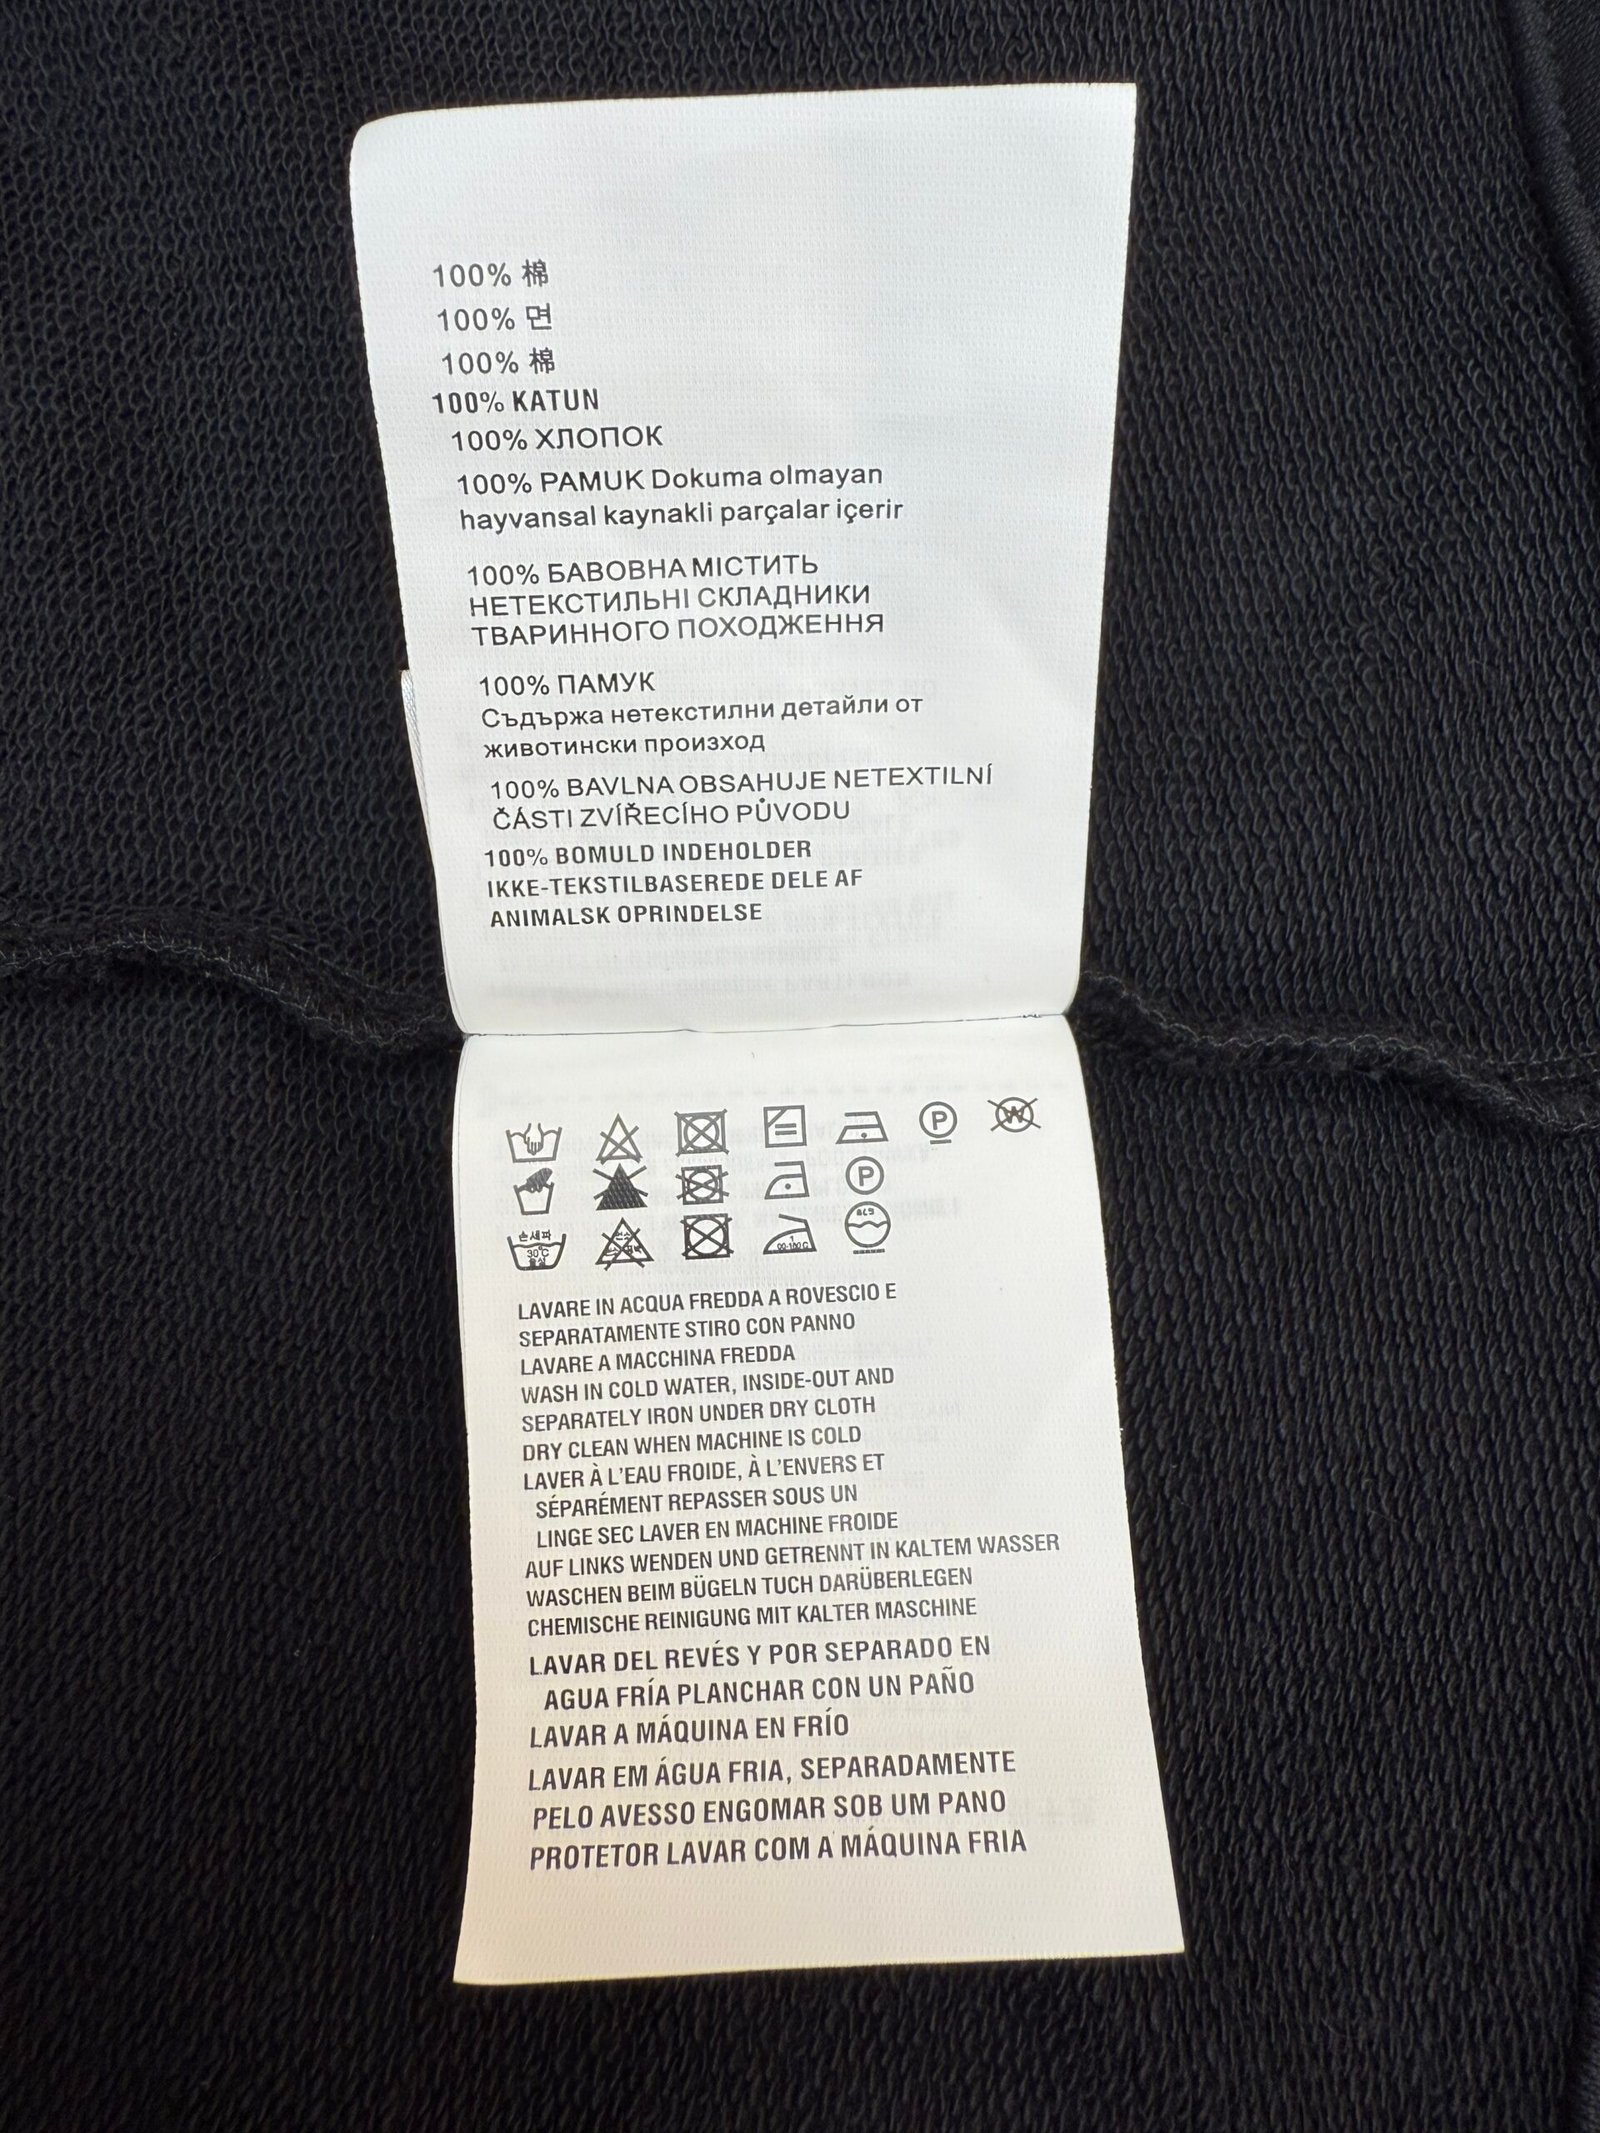 100% 棉
100% 면
100% 棉
100% KATUN
100% ХЛОПОК
100% PAMUK Dokuma olmayan
hayvansal kaynakli parçalar içerir
100% БАВОВНА МІСТИТЬ
НЕТЕКСТИЛЬНІ СКЛАДНИКИ
ТВАРИННОГО ПОХОДЖЕННЯ
100% ПАМУК
Съдържа нетекстилни детайли от
животински произход
100% BAVLNA OBSAHUJE NETEXTILNÍ
ČÁSTI ZVÍŘECÍHO PŮVODU
100% BOMULD INDEHOLDER
IKKE-TEKSTILBASEREDE DELE AF
ANIMALSK OPRINDELSE
P W
P
손세파
30°C
LAVARE IN ACQUA FREDDA A ROVESCIO E
SEPARATAMENTE STIRO CON PANNO
LAVARE A MACCHINA FREDDA
WASH IN COLD WATER, INSIDE-OUT AND
SEPARATELY IRON UNDER DRY CLOTH
DRY CLEAN WHEN MACHINE IS COLD
LAVER À L'EAU FROIDE, À L'ENVERS ET
SÉPARÉMENT REPASSER SOUS UN
LINGE SEC LAVER EN MACHINE FROIDE
AUF LINKS WENDEN UND GETRENNT IN KALTEM WASSER
WASCHEN BEIM BÜGELN TUCH DARÜBERLEGEN
CHEMISCHE REINIGUNG MIT KALTER MASCHINE
LAVAR DEL REVÉS Y POR SEPARADO EN
AGUA FRÍA PLANCHAR CON UN PAÑO
LAVAR A MÁQUINA EN FRÍO
LAVAR EM ÁGUA FRIA, SEPARADAMENTE
PELO AVESSO ENGOMAR SOB UM PANO
PROTETOR LAVAR COM A MÁQUINA FRIA